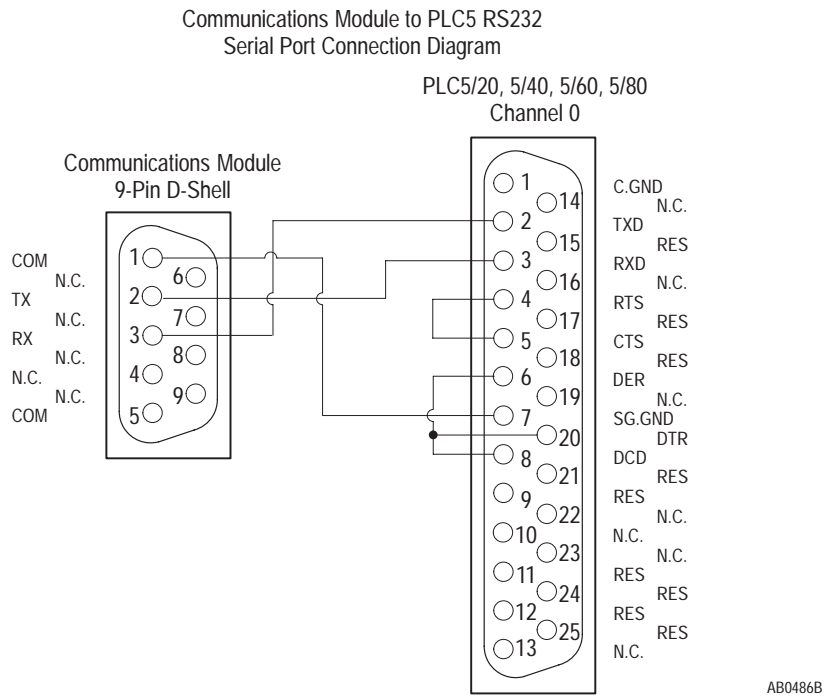 Communications Module to PLC5 RS232
Serial Port Connection Diagram
PLC5/20, 5/40, 5/60, 5/80
Channel 0
Communications Module
9-Pin D-Shell
COM
N.C.
TX
N.C.
RX
N.C.
N.C.
N.C.
COM
1
6
2
7
3
8
4
9
5
1
14
2
15
3
16
4
17
5
18
6
19
7
20
8
21
9
22
10
23
11
24
12
25
13
C.GND
N.C.
TXD
RES
RXD
N.C.
RTS
RES
CTS
RES
DER
N.C.
SG.GND
DTR
DCD
RES
RES
N.C.
N.C.
N.C.
RES
RES
RES
RES
N.C.
AB0486B